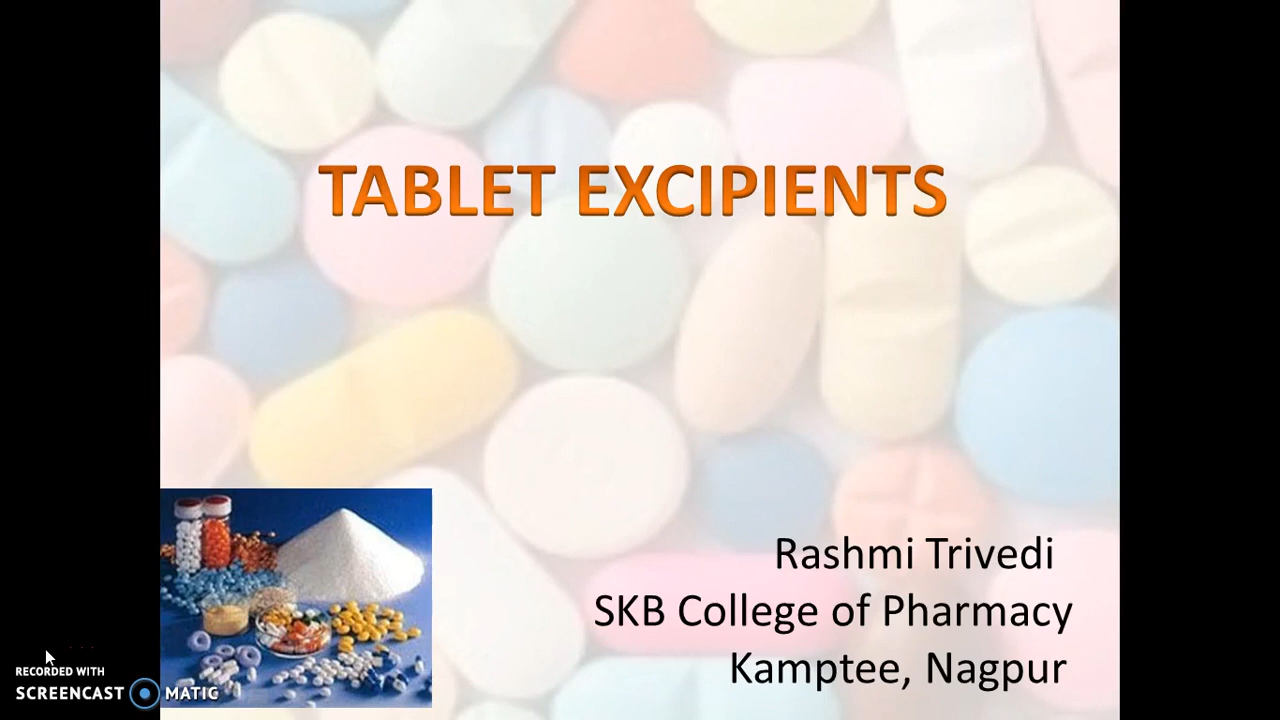 TABLET EXCIPIENTS
Rashmi Trivedi
SKB College of Pharmacy
Kamptee, Nagpur
RECORDED WITH
SCREENCAST MATIC